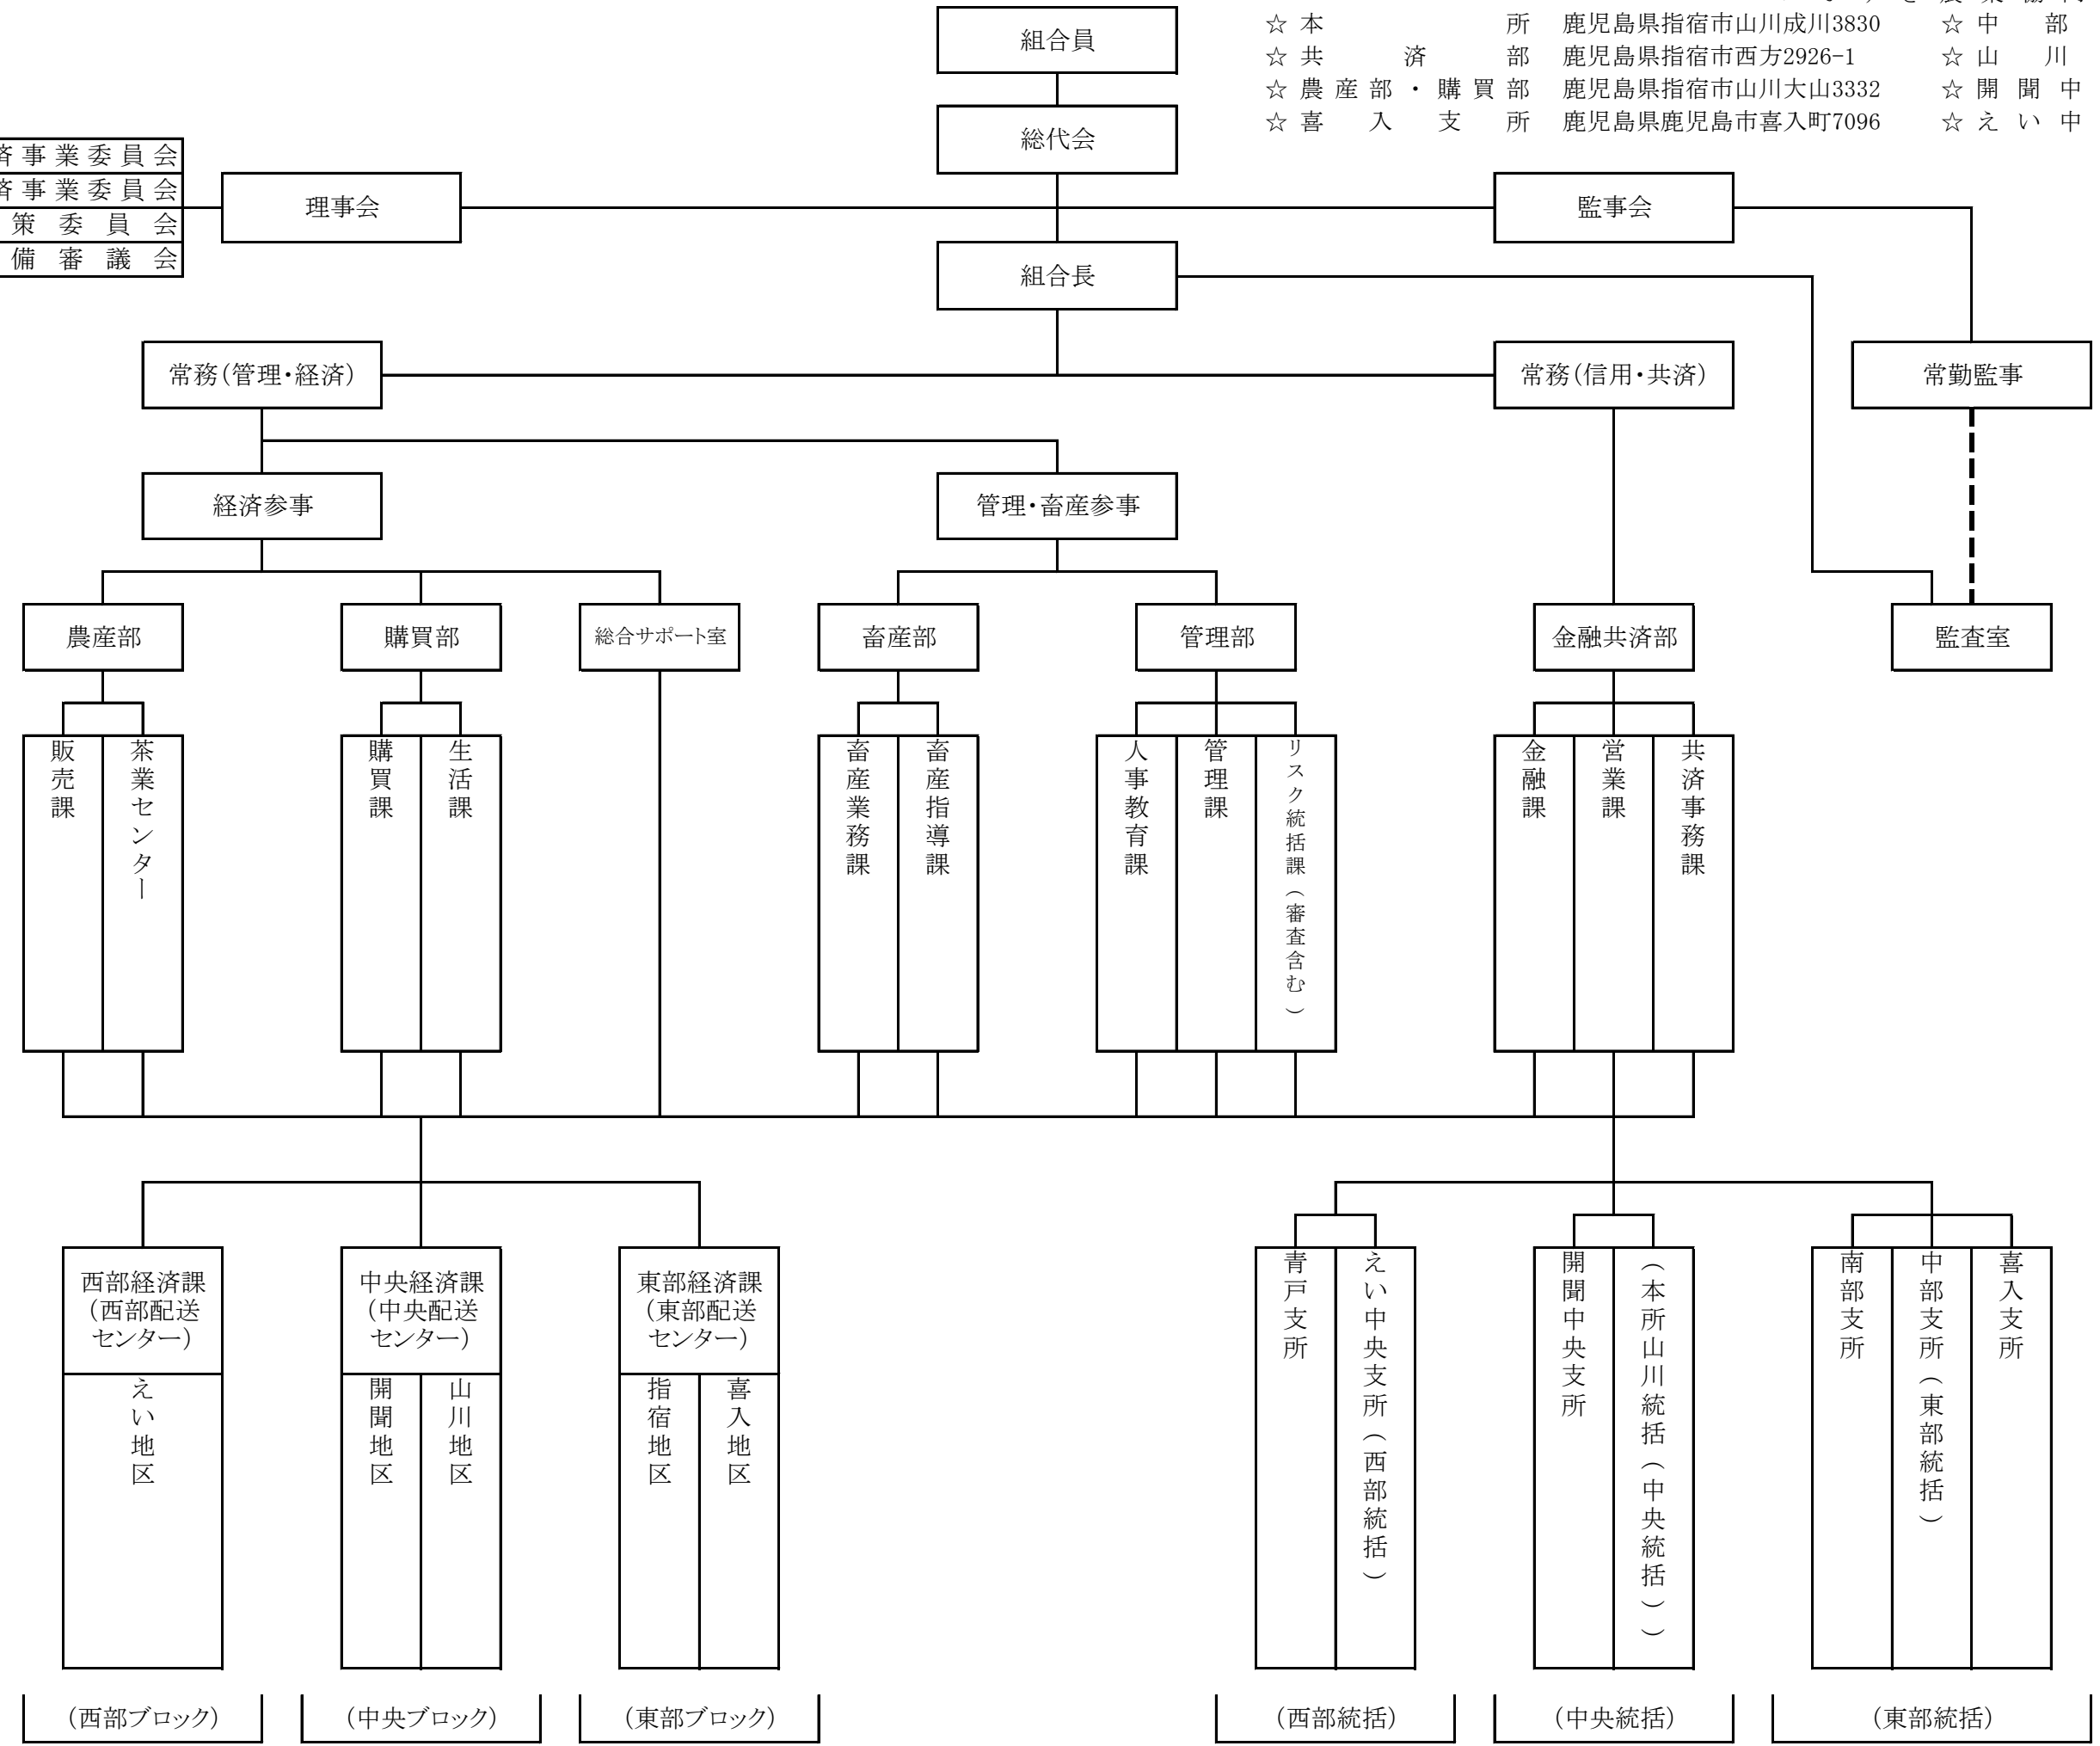 農業協同
☆本所 鹿児島県指宿市山川成川3830 ☆中部
☆共済部 鹿児島県指宿市西方2926-1 ☆山川
☆農産部・購買部 鹿児島県指宿市山川大山3332 ☆開聞中
☆喜入支所 鹿児島県鹿児島市喜入町7096 ☆えい中
組合員
総代会
済事業委員会
済事業委員会
策委員会
備審議会
理事会
監事会
組合長
常務(管理・経済)
常務(信用・共済)
常勤監事
経済参事
管理・畜産参事
農産部
購買部
総合サポート室
畜産部
管理部
金融共済部
監査室
販売課
茶業センター
購買課
生活課
畜産業務課
畜産指導課
人事教育課
管理課
リスク統括課(審査含む)
金融課
営業課
共済事務課
西部経済課
(西部配送
センター)
中央経済課
(中央配送
センター)
東部経済課
(東部配送
センター)
えい地区
開聞地区
山川地区
指宿地区
喜入地区
青戸支所
えい中央支所(西部統括)
開聞中央支所
(本所山川統括(中央統括))
南部支所
中部支所(東部統括)
喜入支所
(西部ブロック)
(中央ブロック)
(東部ブロック)
(西部統括)
(中央統括)
(東部統括)